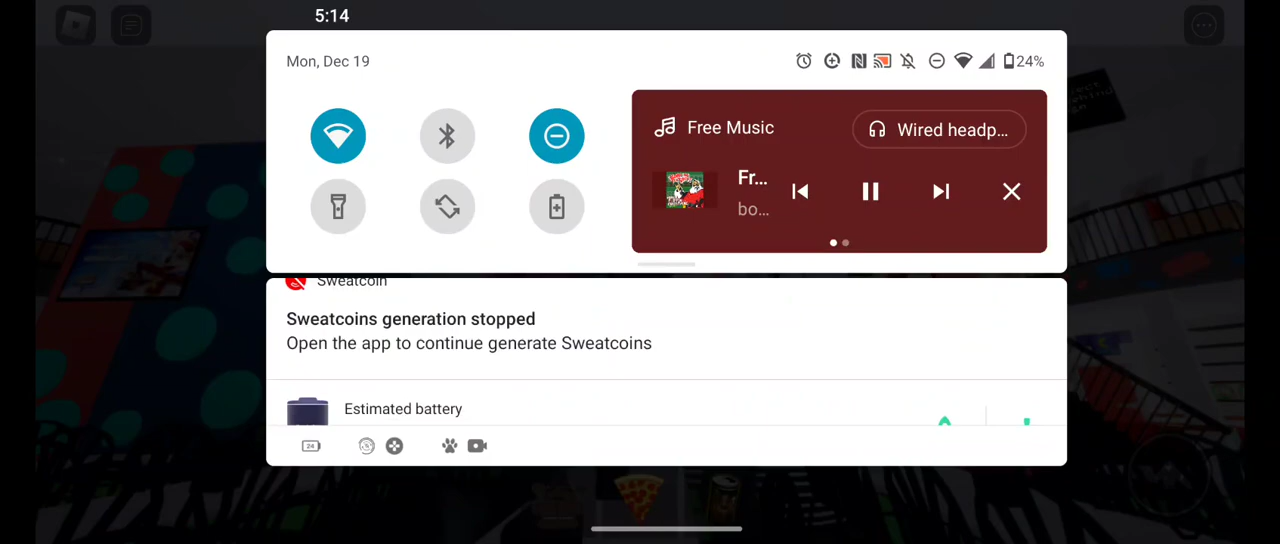 5:14
Mon, Dec 19
24%
Free Music
Wired headp...
Fr...
bo...
Sweatcoin
Sweatcoins generation stopped
Open the app to continue generate Sweatcoins
Estimated battery
24